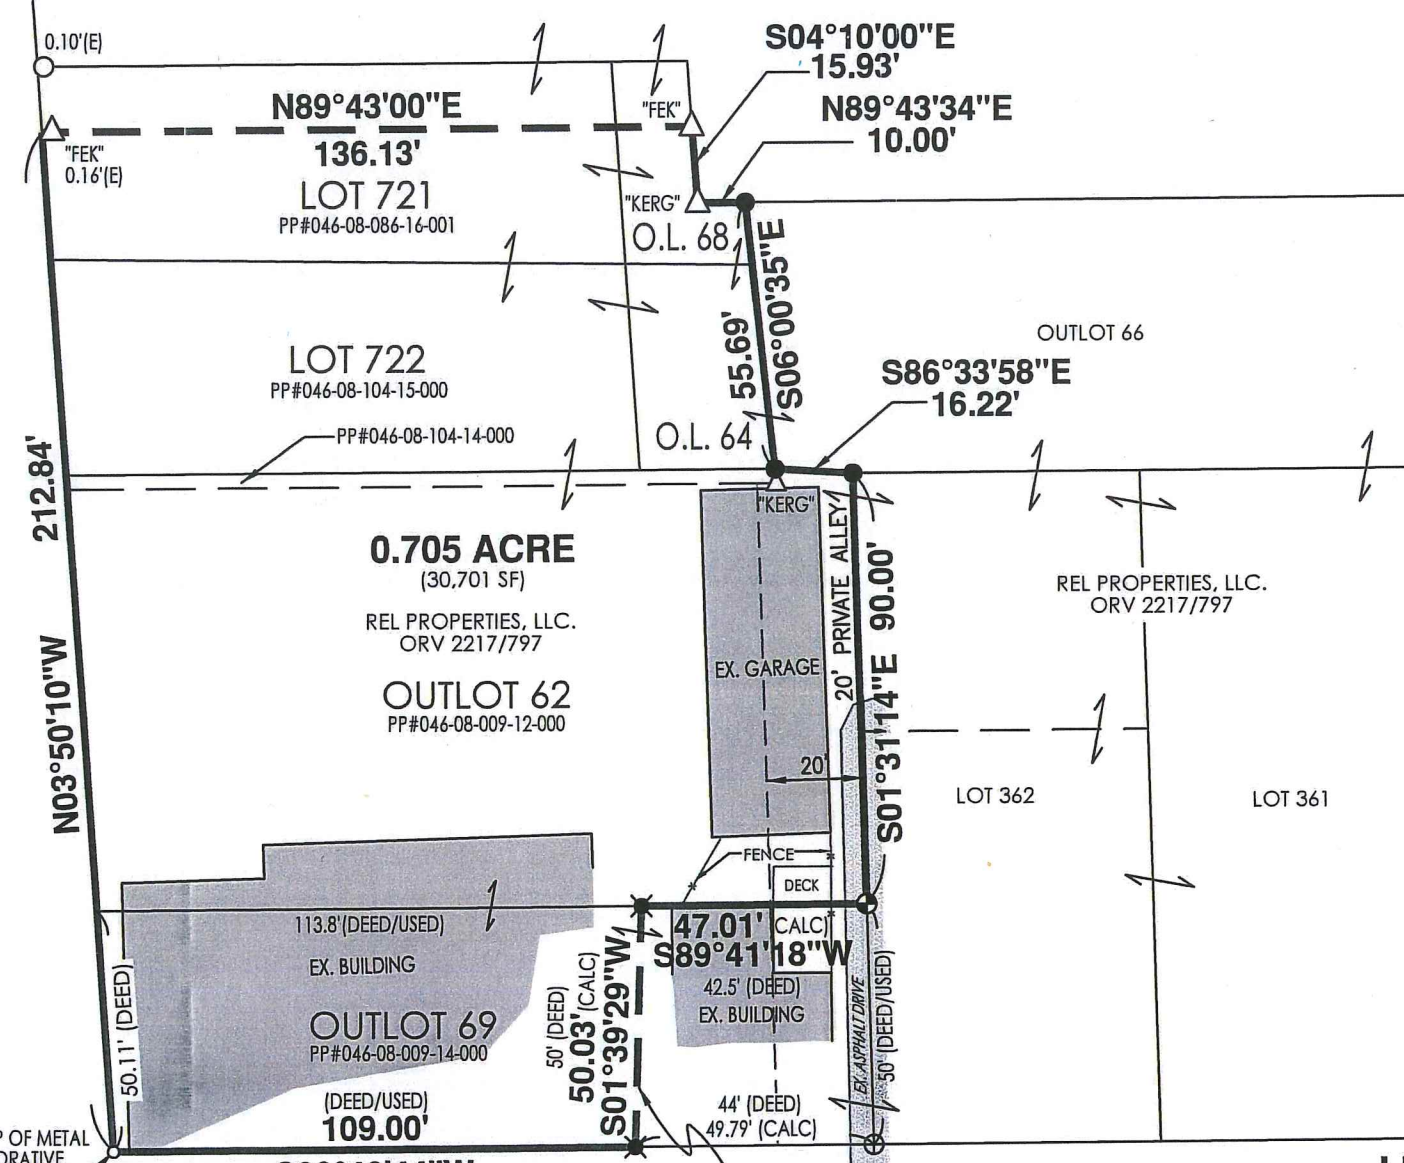 0.10'(E)
S04°10'00"E
15.93'
N89°43'34"E
10.00'
N89°43'00"E
136.13'
"FEK"
"FEK"
0.16'(E)
LOT 721
PP#046-08-086-16-001
"KERG"
O.L. 68
S06°00'35"E
55.69'
OUTLOT 66
LOT 722
PP#046-08-104-15-000
PP#046-08-104-14-000
O.L. 64
S86°33'58"E
16.22'
212.84'
N03°50'10"W
"KERG"
0.705 ACRE
(30,701 SF)
REL PROPERTIES, LLC.
ORV 2217/797
OUTLOT 62
PP#046-08-009-12-000
EX. GARAGE
20' PRIVATE ALLEY
S01°31'14"E 90.00'
REL PROPERTIES, LLC.
ORV 2217/797
20'
LOT 362
LOT 361
FENCE
DECK
113.8'(DEED/USED)
EX. BUILDING
47.01'
(CALC)
S89°41'18"W
42.5' (DEED)
EX. BUILDING
OUTLOT 69
PP#046-08-009-14-000
50.11' (DEED)
50' (DEED)
50.03' (CALC)
S01°39'29"W
EX. ASPHALT DRIVE
50' (DEED/USED)
(DEED/USED)
109.00'
44' (DEED)
49.79' (CALC)
OF METAL